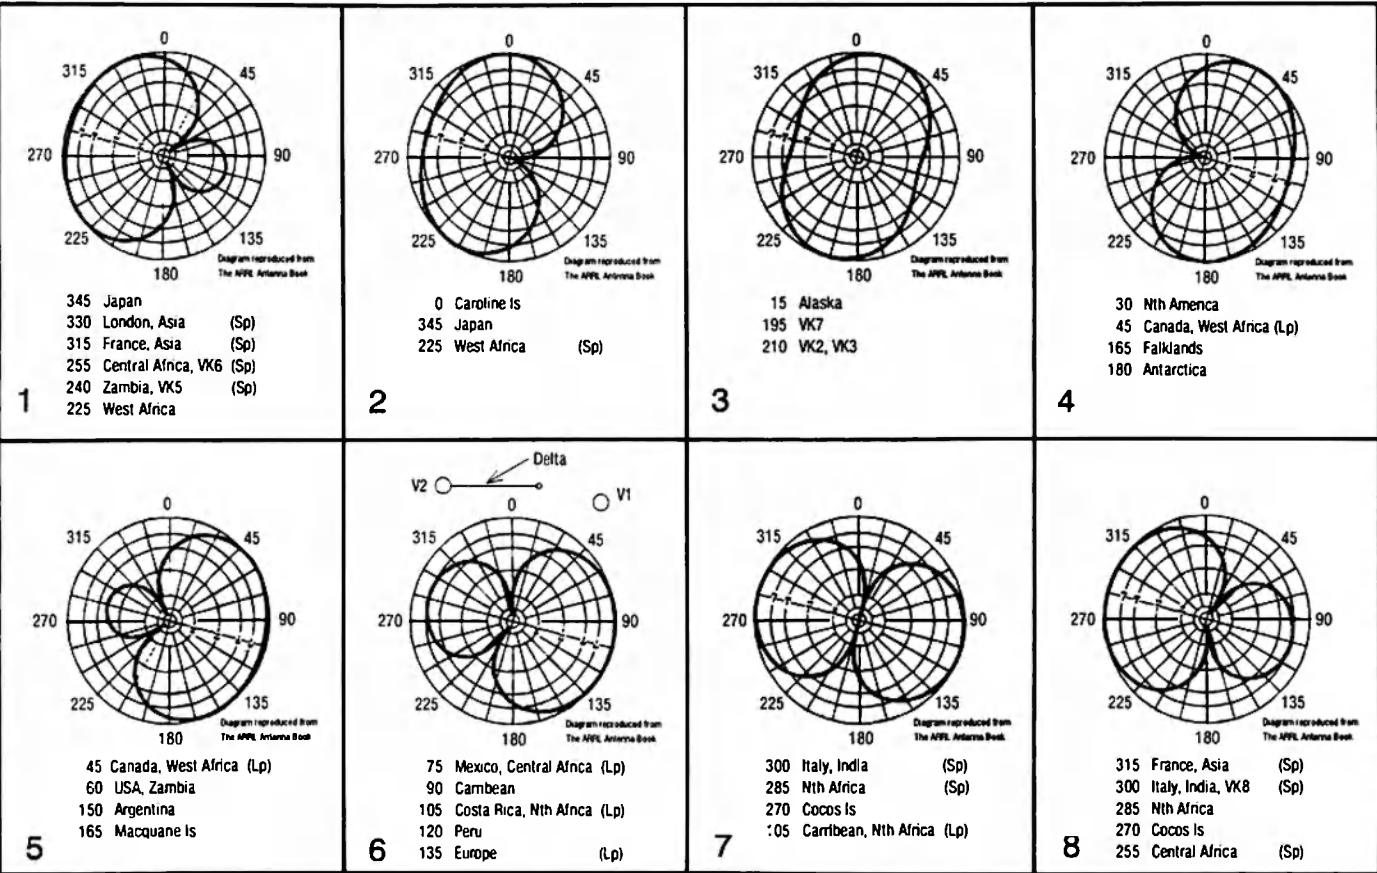 0
315
45
270
90
225
135
180
Diagram reproduced from
The ARRL Antenna Book
345 Japan
330 London, Asia (Sp)
315 France, Asia (Sp)
255 Central Africa, VK6 (Sp)
240 Zambia, VK5 (Sp)
225 West Africa
1
0
315
45
270
90
225
135
180
Diagram reproduced from
The ARRL Antenna Book
0 Caroline Is
345 Japan
225 West Africa (Sp)
2
0
315
45
270
90
225
135
180
Diagram reproduced from
The ARRL Antenna Book
15 Alaska
195 VK7
210 VK2, VK3
3
0
315
45
270
90
225
135
180
Diagram reproduced from
The ARRL Antenna Book
30 Nth Amenca
45 Canada, West Africa (Lp)
165 Falklands
180 Antarctica
4
0
315
45
270
90
225
135
180
Diagram reproduced from
The ARRL Antenna Book
45 Canada, West Africa (Lp)
60 USA, Zambia
150 Argentina
165 Macquane Is
5
Delta
V2
V1
0
315
45
270
90
225
135
180
Diagram reproduced from
The ARRL Antenna Book
75 Mexico, Central Afnca (Lp)
90 Cambean
105 Costa Rica, Nth Afnca (Lp)
120 Peru
135 Europe (Lp)
6
0
315
45
270
90
225
135
180
Diagram reproduced from
The ARRL Antenna Book
300 Italy, India (Sp)
285 Nth Africa (Sp)
270 Cocos Is
105 Carribean, Nth Africa (Lp)
7
0
315
45
270
90
225
135
180
Diagram reproduced from
The ARRL Antenna Book
315 France, Asia (Sp)
300 Italy, India, VK8 (Sp)
285 Nth Africa
270 Cocos Is
255 Central Africa (Sp)
8